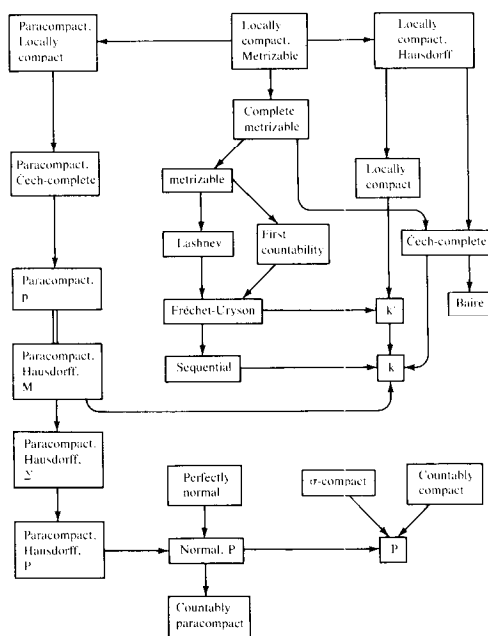 Paracompact,
Locally
compact
Locally
compact,
Metrizable
Locally
compact,
Hausdorff
Complete
metrizable
Paracompact,
Čech-complete
metrizable
Locally
compact
Lashnev
First
countability
Čech-complete
Paracompact,
p
Fréchet-Uryson
k'
Baire
Paracompact,
Hausdorff,
M
Sequential
k
Paracompact,
Hausdorff,
Σ
Perfectly
normal
σ-compact
Countably
compact
Paracompact,
Hausdorff,
P
Normal, P
P
Countably
paracompact